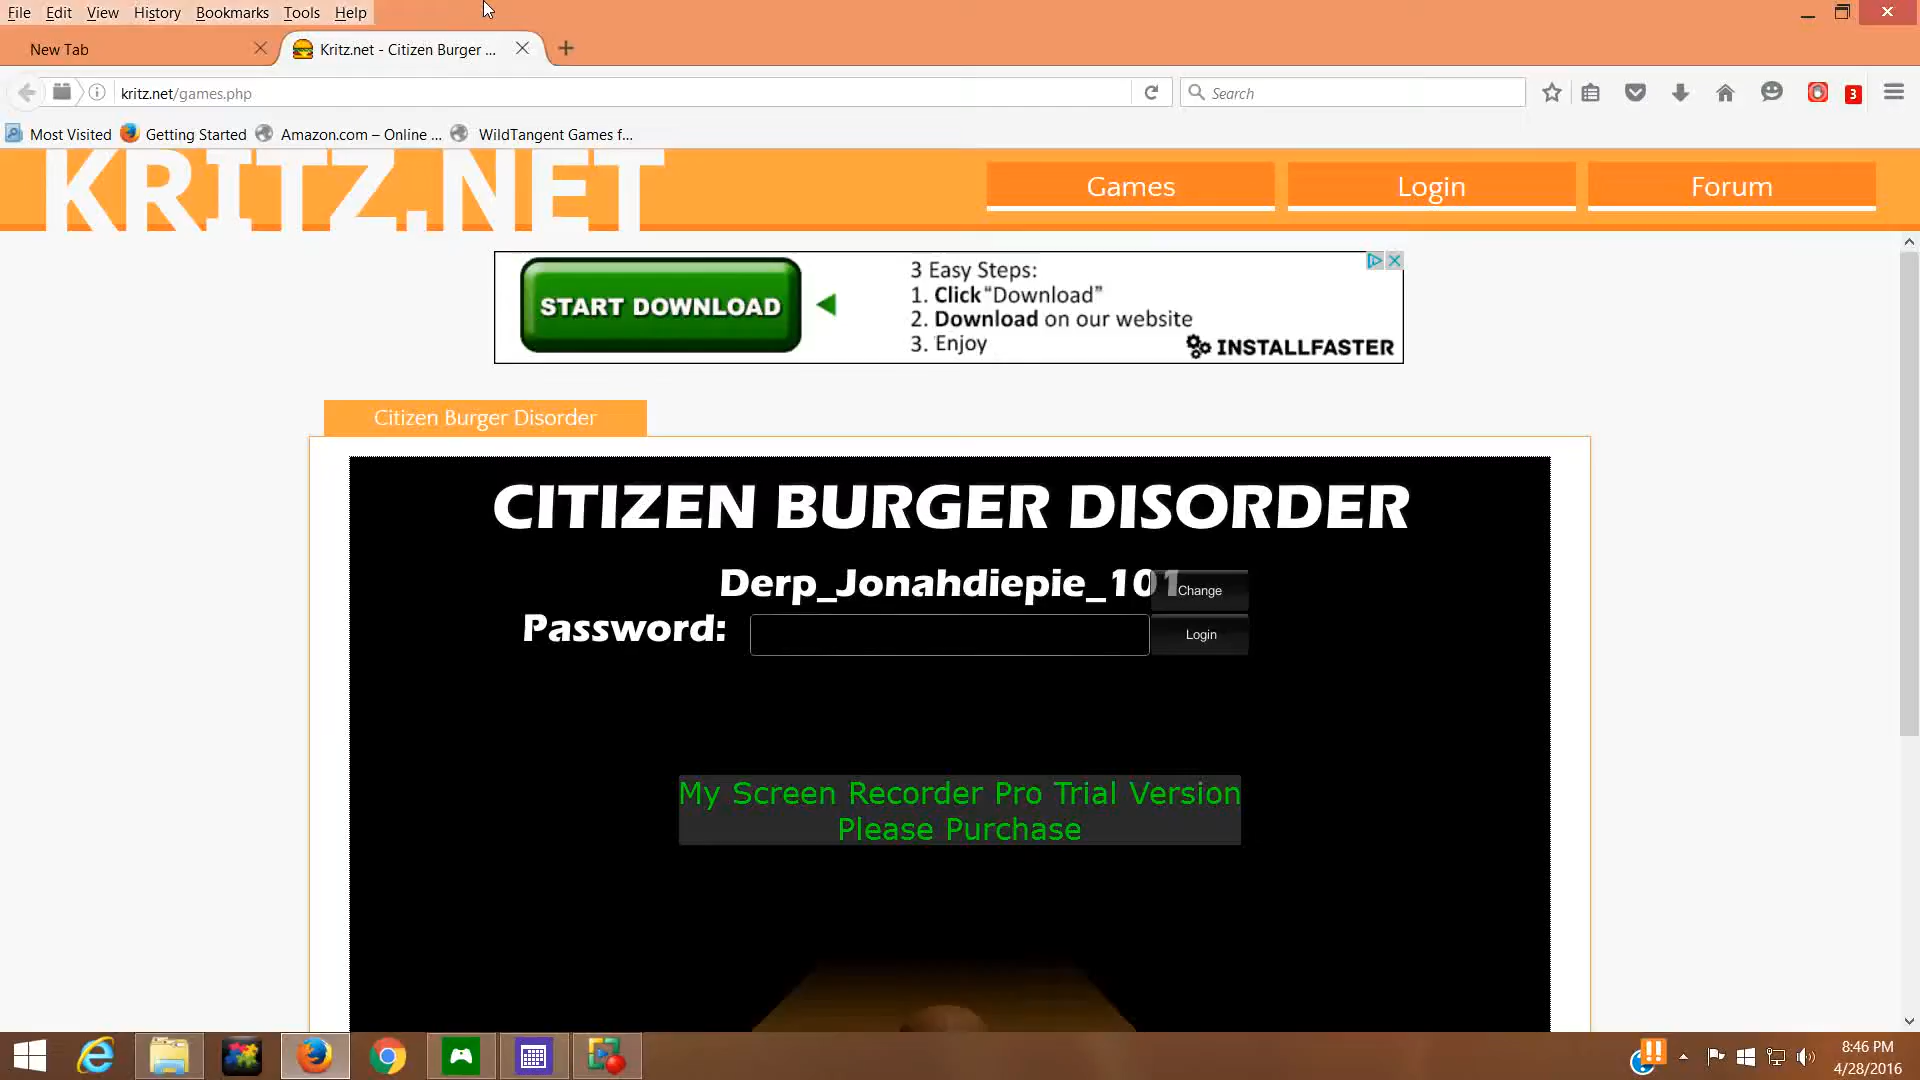 File Edit View History Bookmarks Tools Help
New Tab
Kritz.net - Citizen Burger ...
kritz.net/games.php
Search
3
Most Visited Getting Started Amazon.com – Online ... WildTangent Games f...
KRITZ.NET
Games Login Forum
START DOWNLOAD
3 Easy Steps:
1. Click “Download”
2. Download on our website
3. Enjoy
INSTALLFASTER
Citizen Burger Disorder
CITIZEN BURGER DISORDER
Derp_Jonahdiepie_101
Change
Password:
Login
My Screen Recorder Pro Trial Version
Please Purchase
8:46 PM
4/28/2016